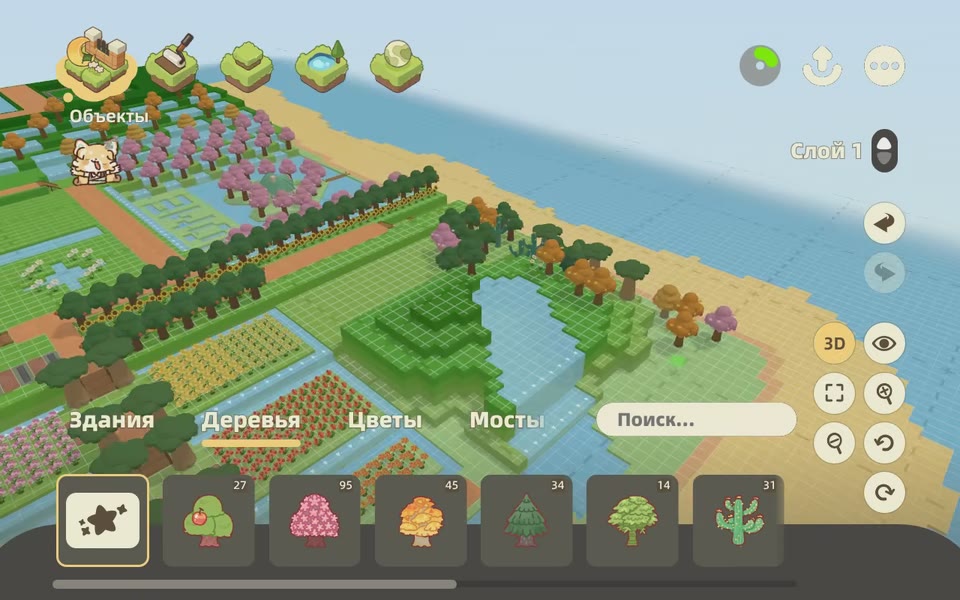 Объекты
Слой 1
3D
Здания
Деревья
Цветы
Мосты
Поиск...
27
95
45
34
14
31